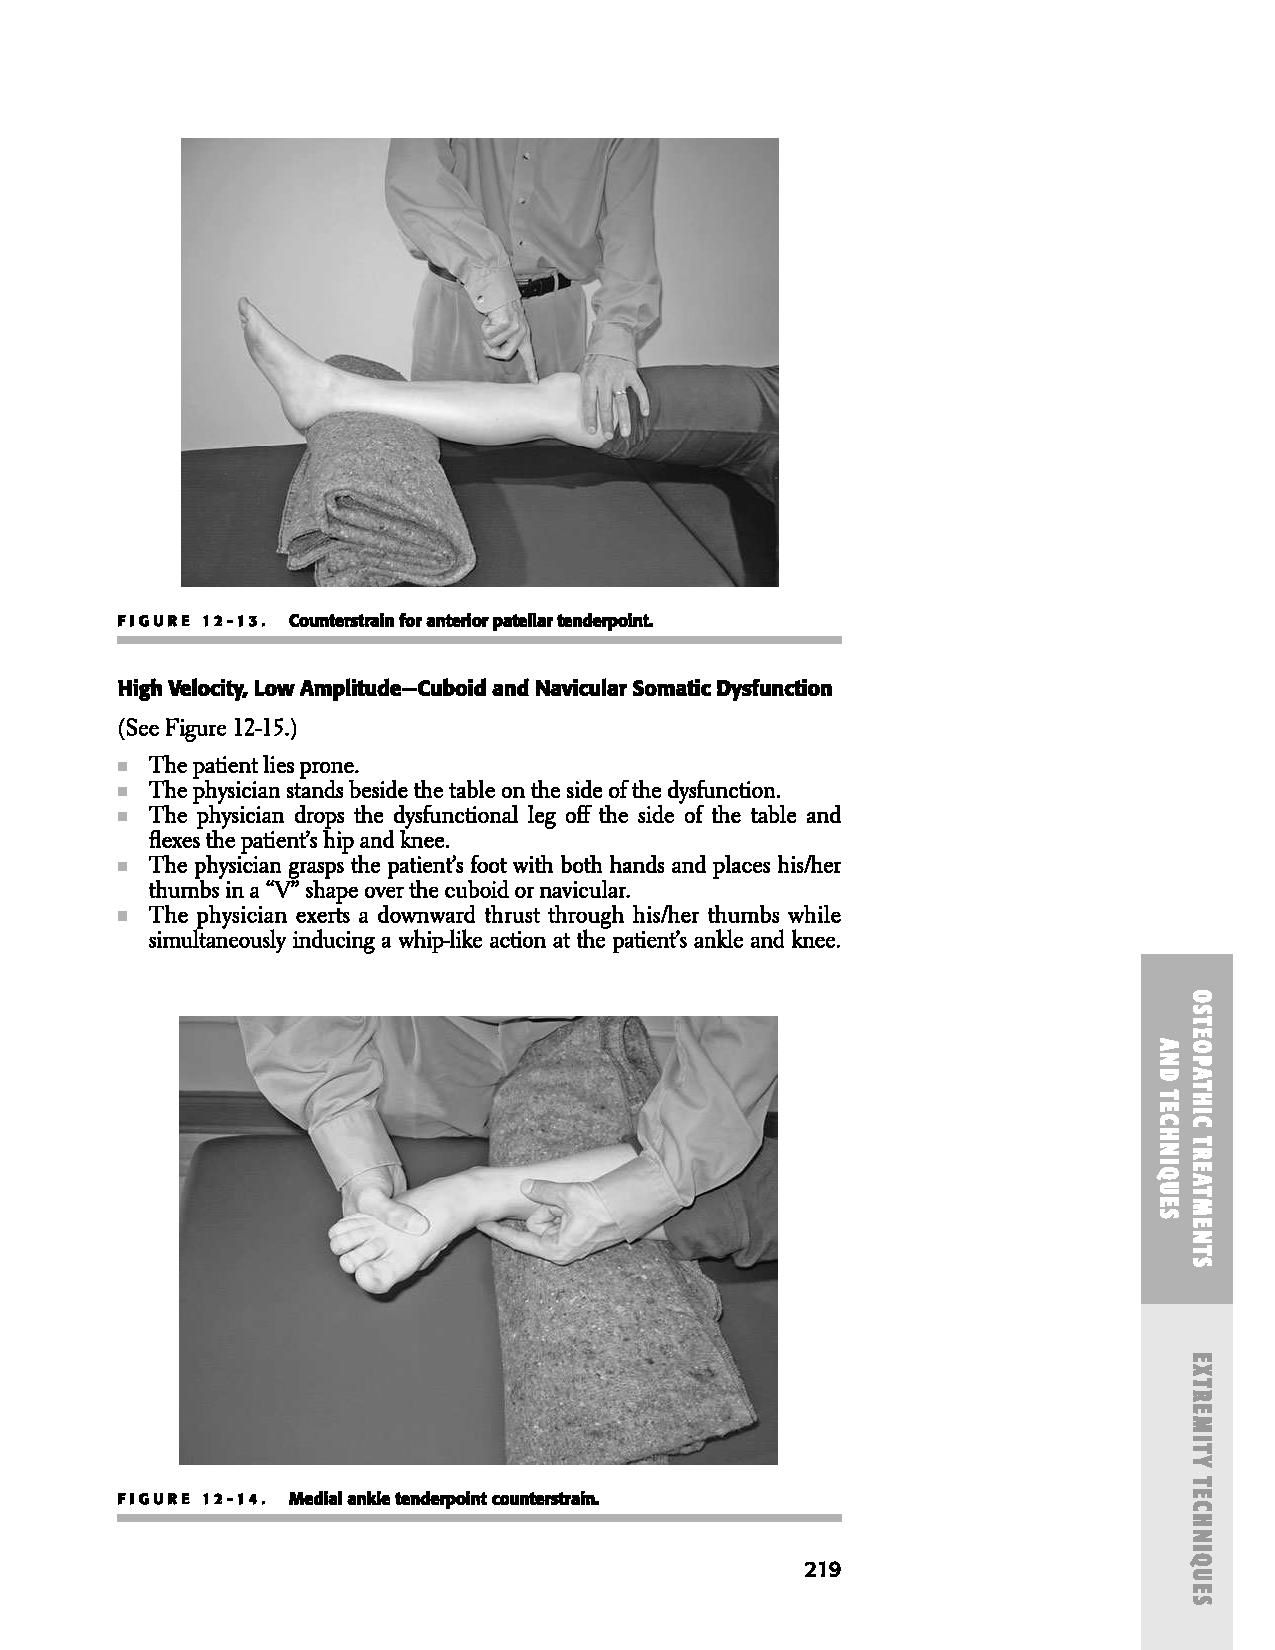 FIGURE 12-13. Counterstrain for anterior patellar tenderpoint.
High Velocity, Low Amplitude—Cuboid and Navicular Somatic Dysfunction
(See Figure 12-15.)
■ The patient lies prone.
■ The physician stands beside the table on the side of the dysfunction.
■ The physician drops the dysfunctional leg off the side of the table and
flexes the patient’s hip and knee.
■ The physician grasps the patient’s foot with both hands and places his/her
thumbs in a “V” shape over the cuboid or navicular.
■ The physician exerts a downward thrust through his/her thumbs while
simultaneously inducing a whip-like action at the patient’s ankle and knee.
FIGURE 12-14. Medial ankle tenderpoint counterstrain.
219
OSTEOPATHIC TREATMENTS
AND TECHNIQUES
EXTREMITY TECHNIQUES